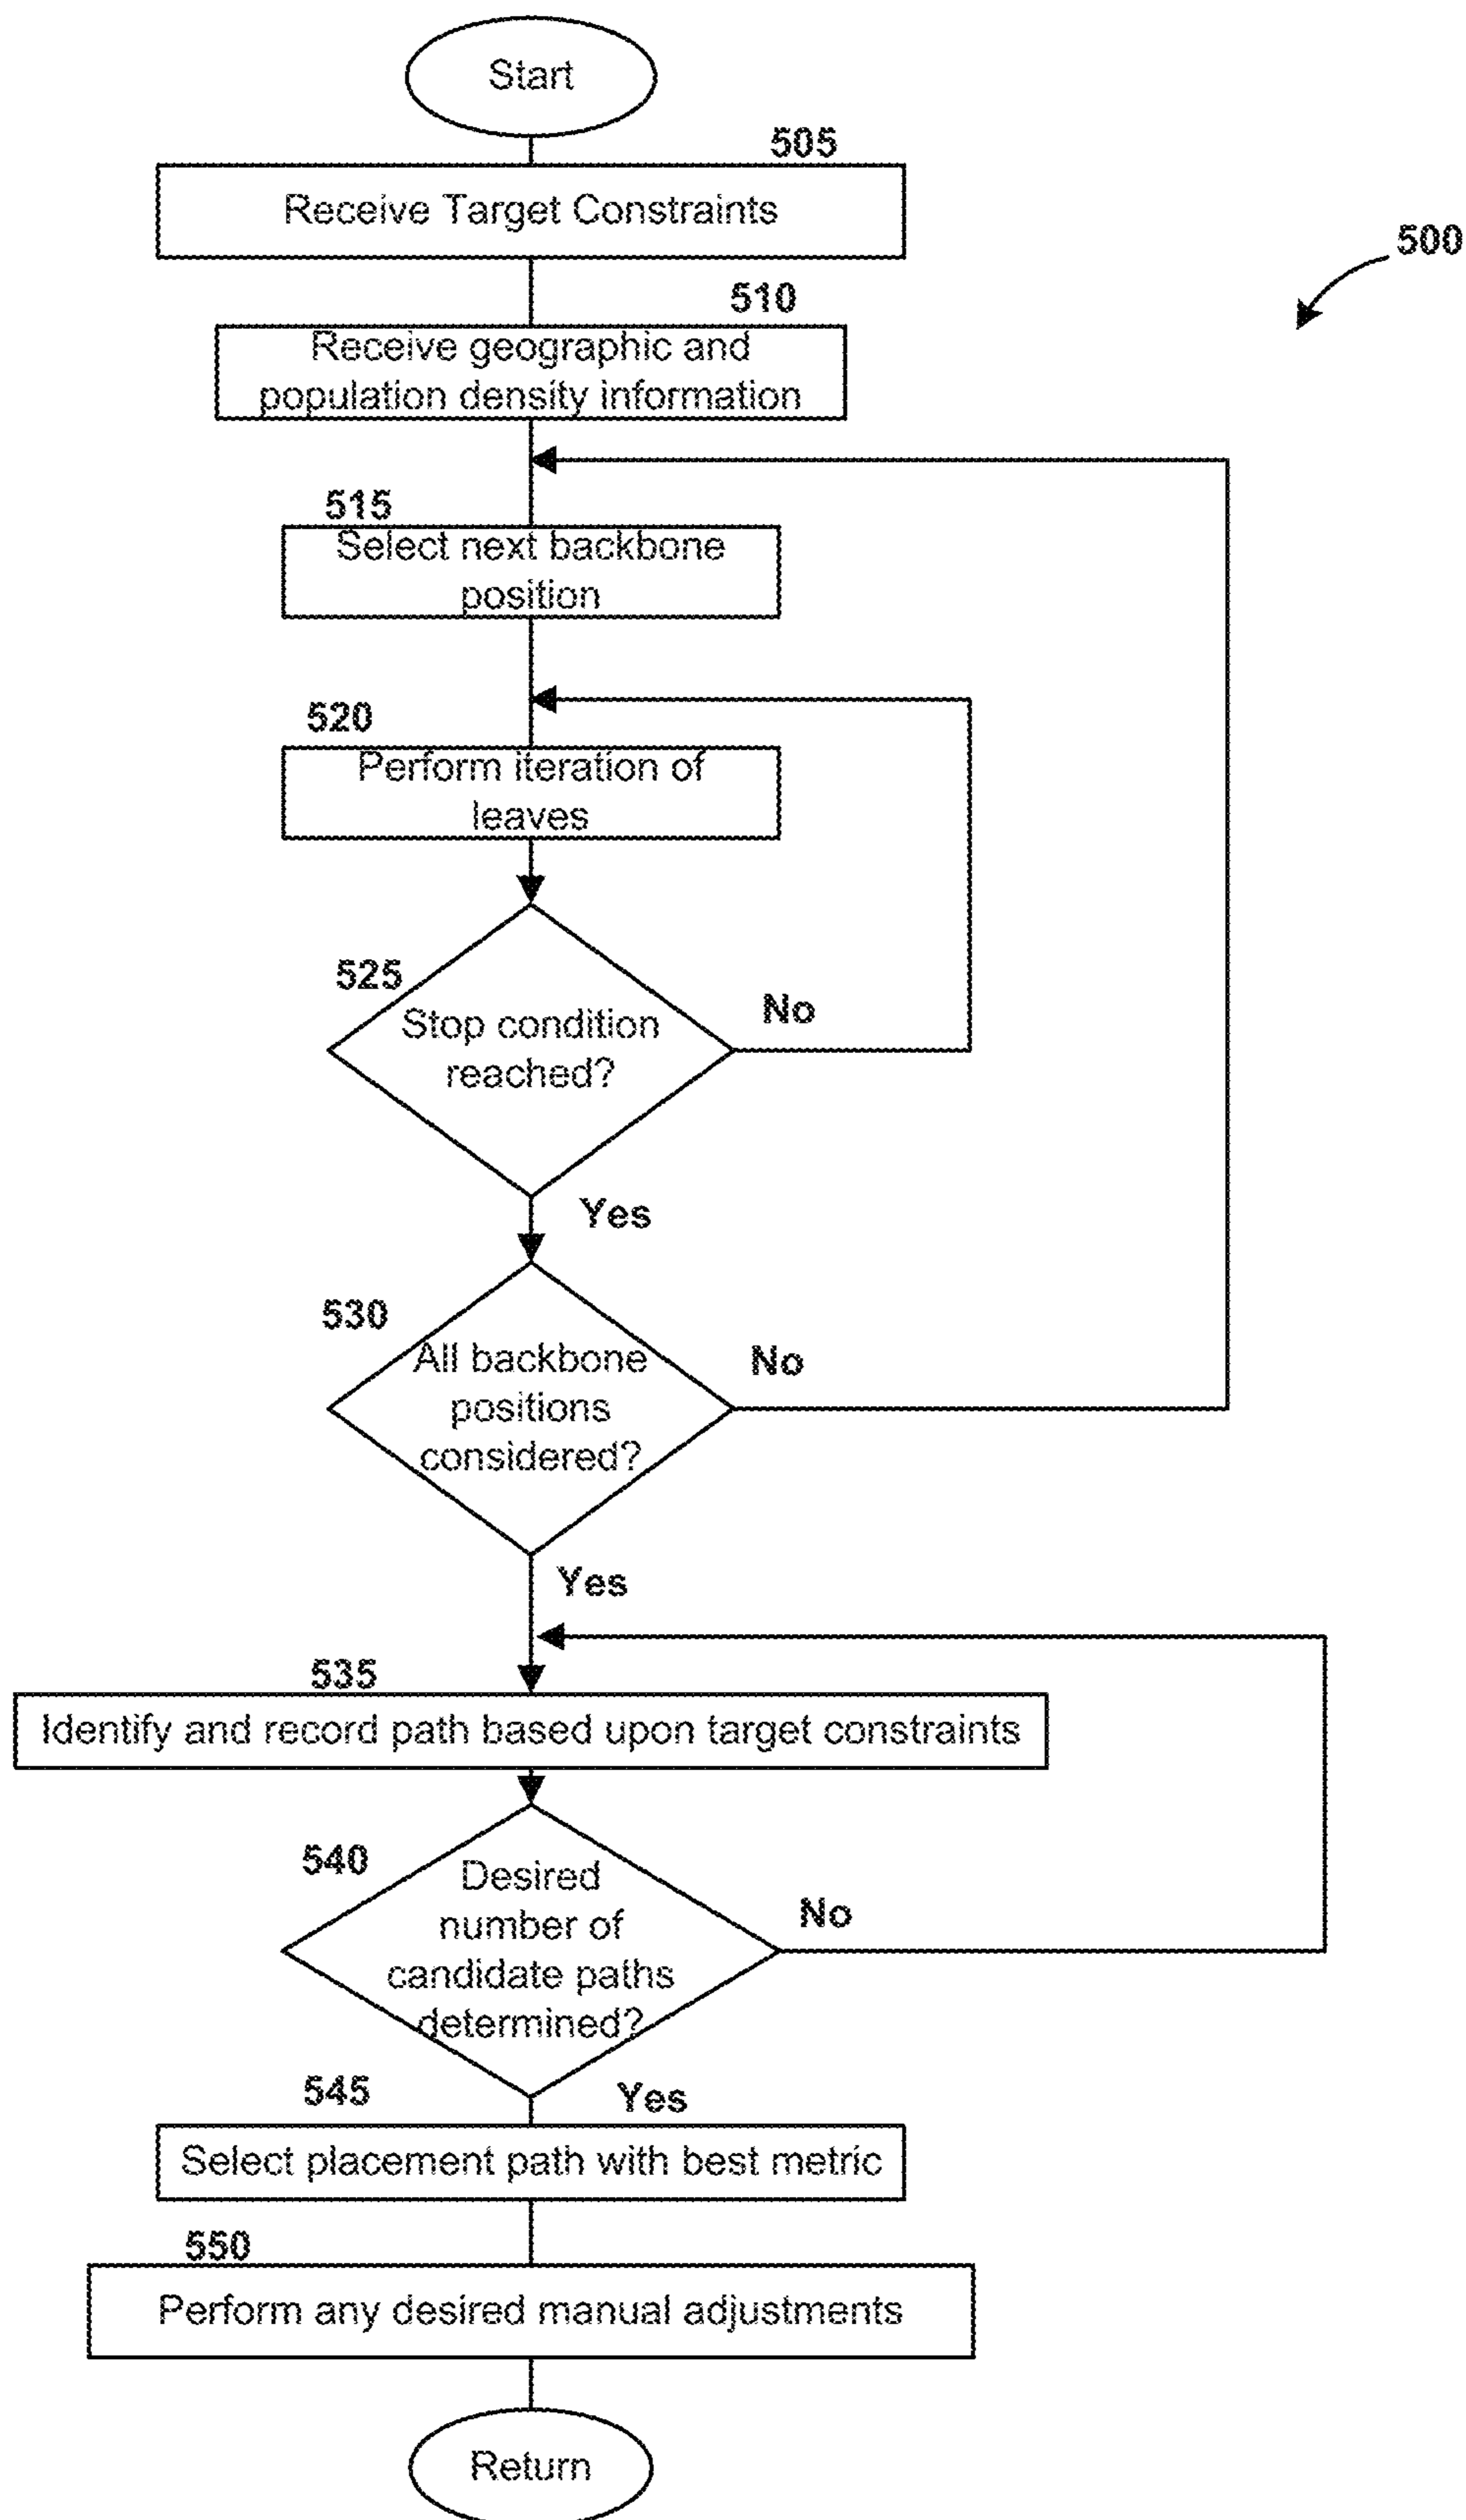 Start
505
Receive Target Constraints
500
510
Receive geographic and
population density information
515
Select next backbone
position
520
Perform iteration of
leaves
525
Stop condition
reached?
No
Yes
530
All backbone
positions
considered?
No
Yes
535
Identify and record path based upon target constraints
540
Desired
number of
candidate paths
determined?
No
545
Yes
Select placement path with best metric
550
Perform any desired manual adjustments
Return